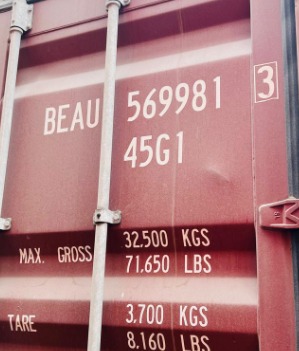 BEAU 569981 3
45G1
MAX. GROSS 32.500 KGS
71.650 LBS
TARE 3.700 KGS
8.160 LBS